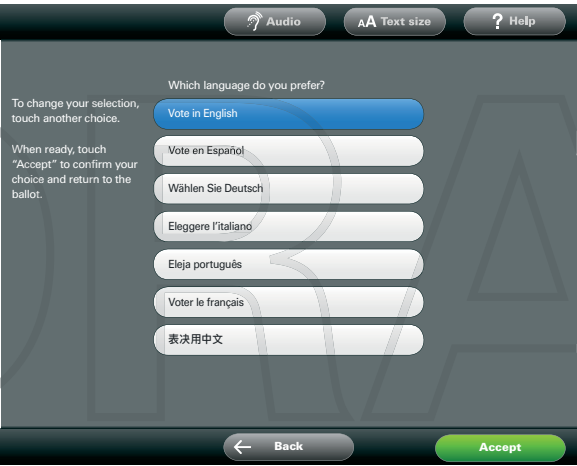 Audio
AA Text size
? Help
Which language do you prefer?
To change your selection,
touch another choice.
When ready, touch
“Accept” to confirm your
choice and return to the
ballot.
Vote in English
Vote en Español
Wählen Sie Deutsch
Eleggere l’italiano
Eleja português
Voter le français
表决用中文
Back
Accept